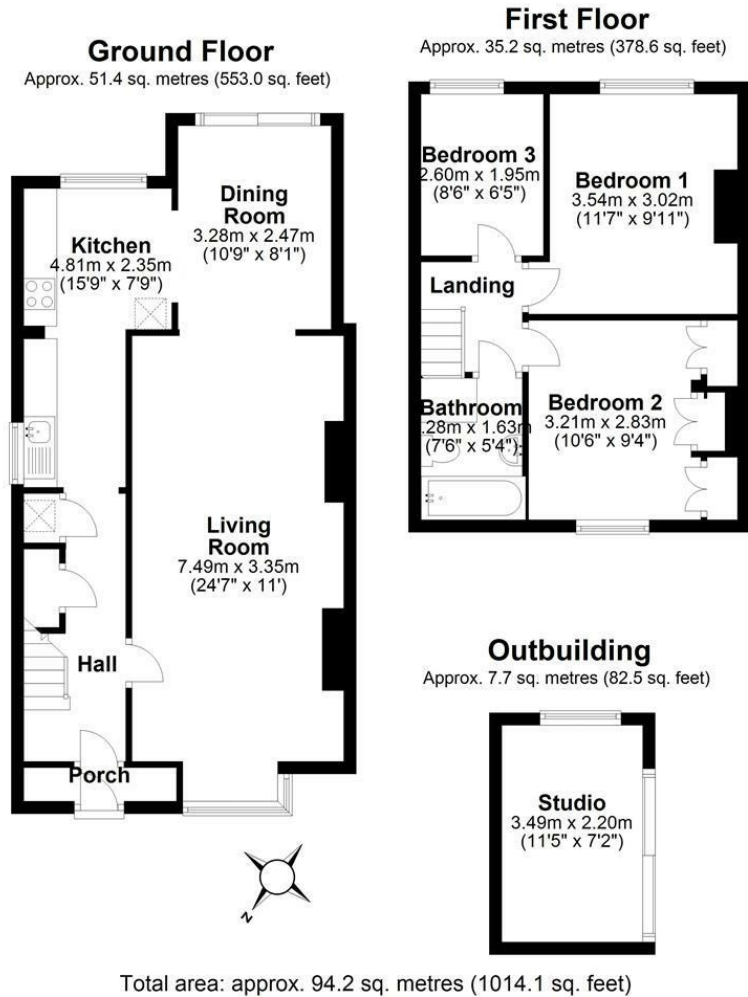 Ground Floor
Approx. 51.4 sq. metres (553.0 sq. feet)
Kitchen
4.81m x 2.35m
(15'9" x 7'9")
Dining
Room
3.28m x 2.47m
(10'9" x 8'1")
Living
Room
7.49m x 3.35m
(24'7" x 11')
Hall
Porch
N
First Floor
Approx. 35.2 sq. metres (378.6 sq. feet)
Bedroom 3
2.60m x 1.95m
(8'6" x 6'5")
Bedroom 1
3.54m x 3.02m
(11'7" x 9'11")
Landing
Bathroom
.28m x 1.63m
(7'6" x 5'4")
Bedroom 2
3.21m x 2.83m
(10'6" x 9'4")
Outbuilding
Approx. 7.7 sq. metres (82.5 sq. feet)
Studio
3.49m x 2.20m
(11'5" x 7'2")
Total area: approx. 94.2 sq. metres (1014.1 sq. feet)